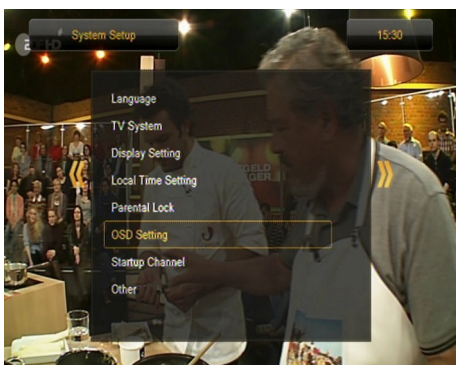 System Setup
15:30
Language
TV System
Display Setting
Local Time Setting
Parental Lock
OSD Setting
Startup Channel
Other